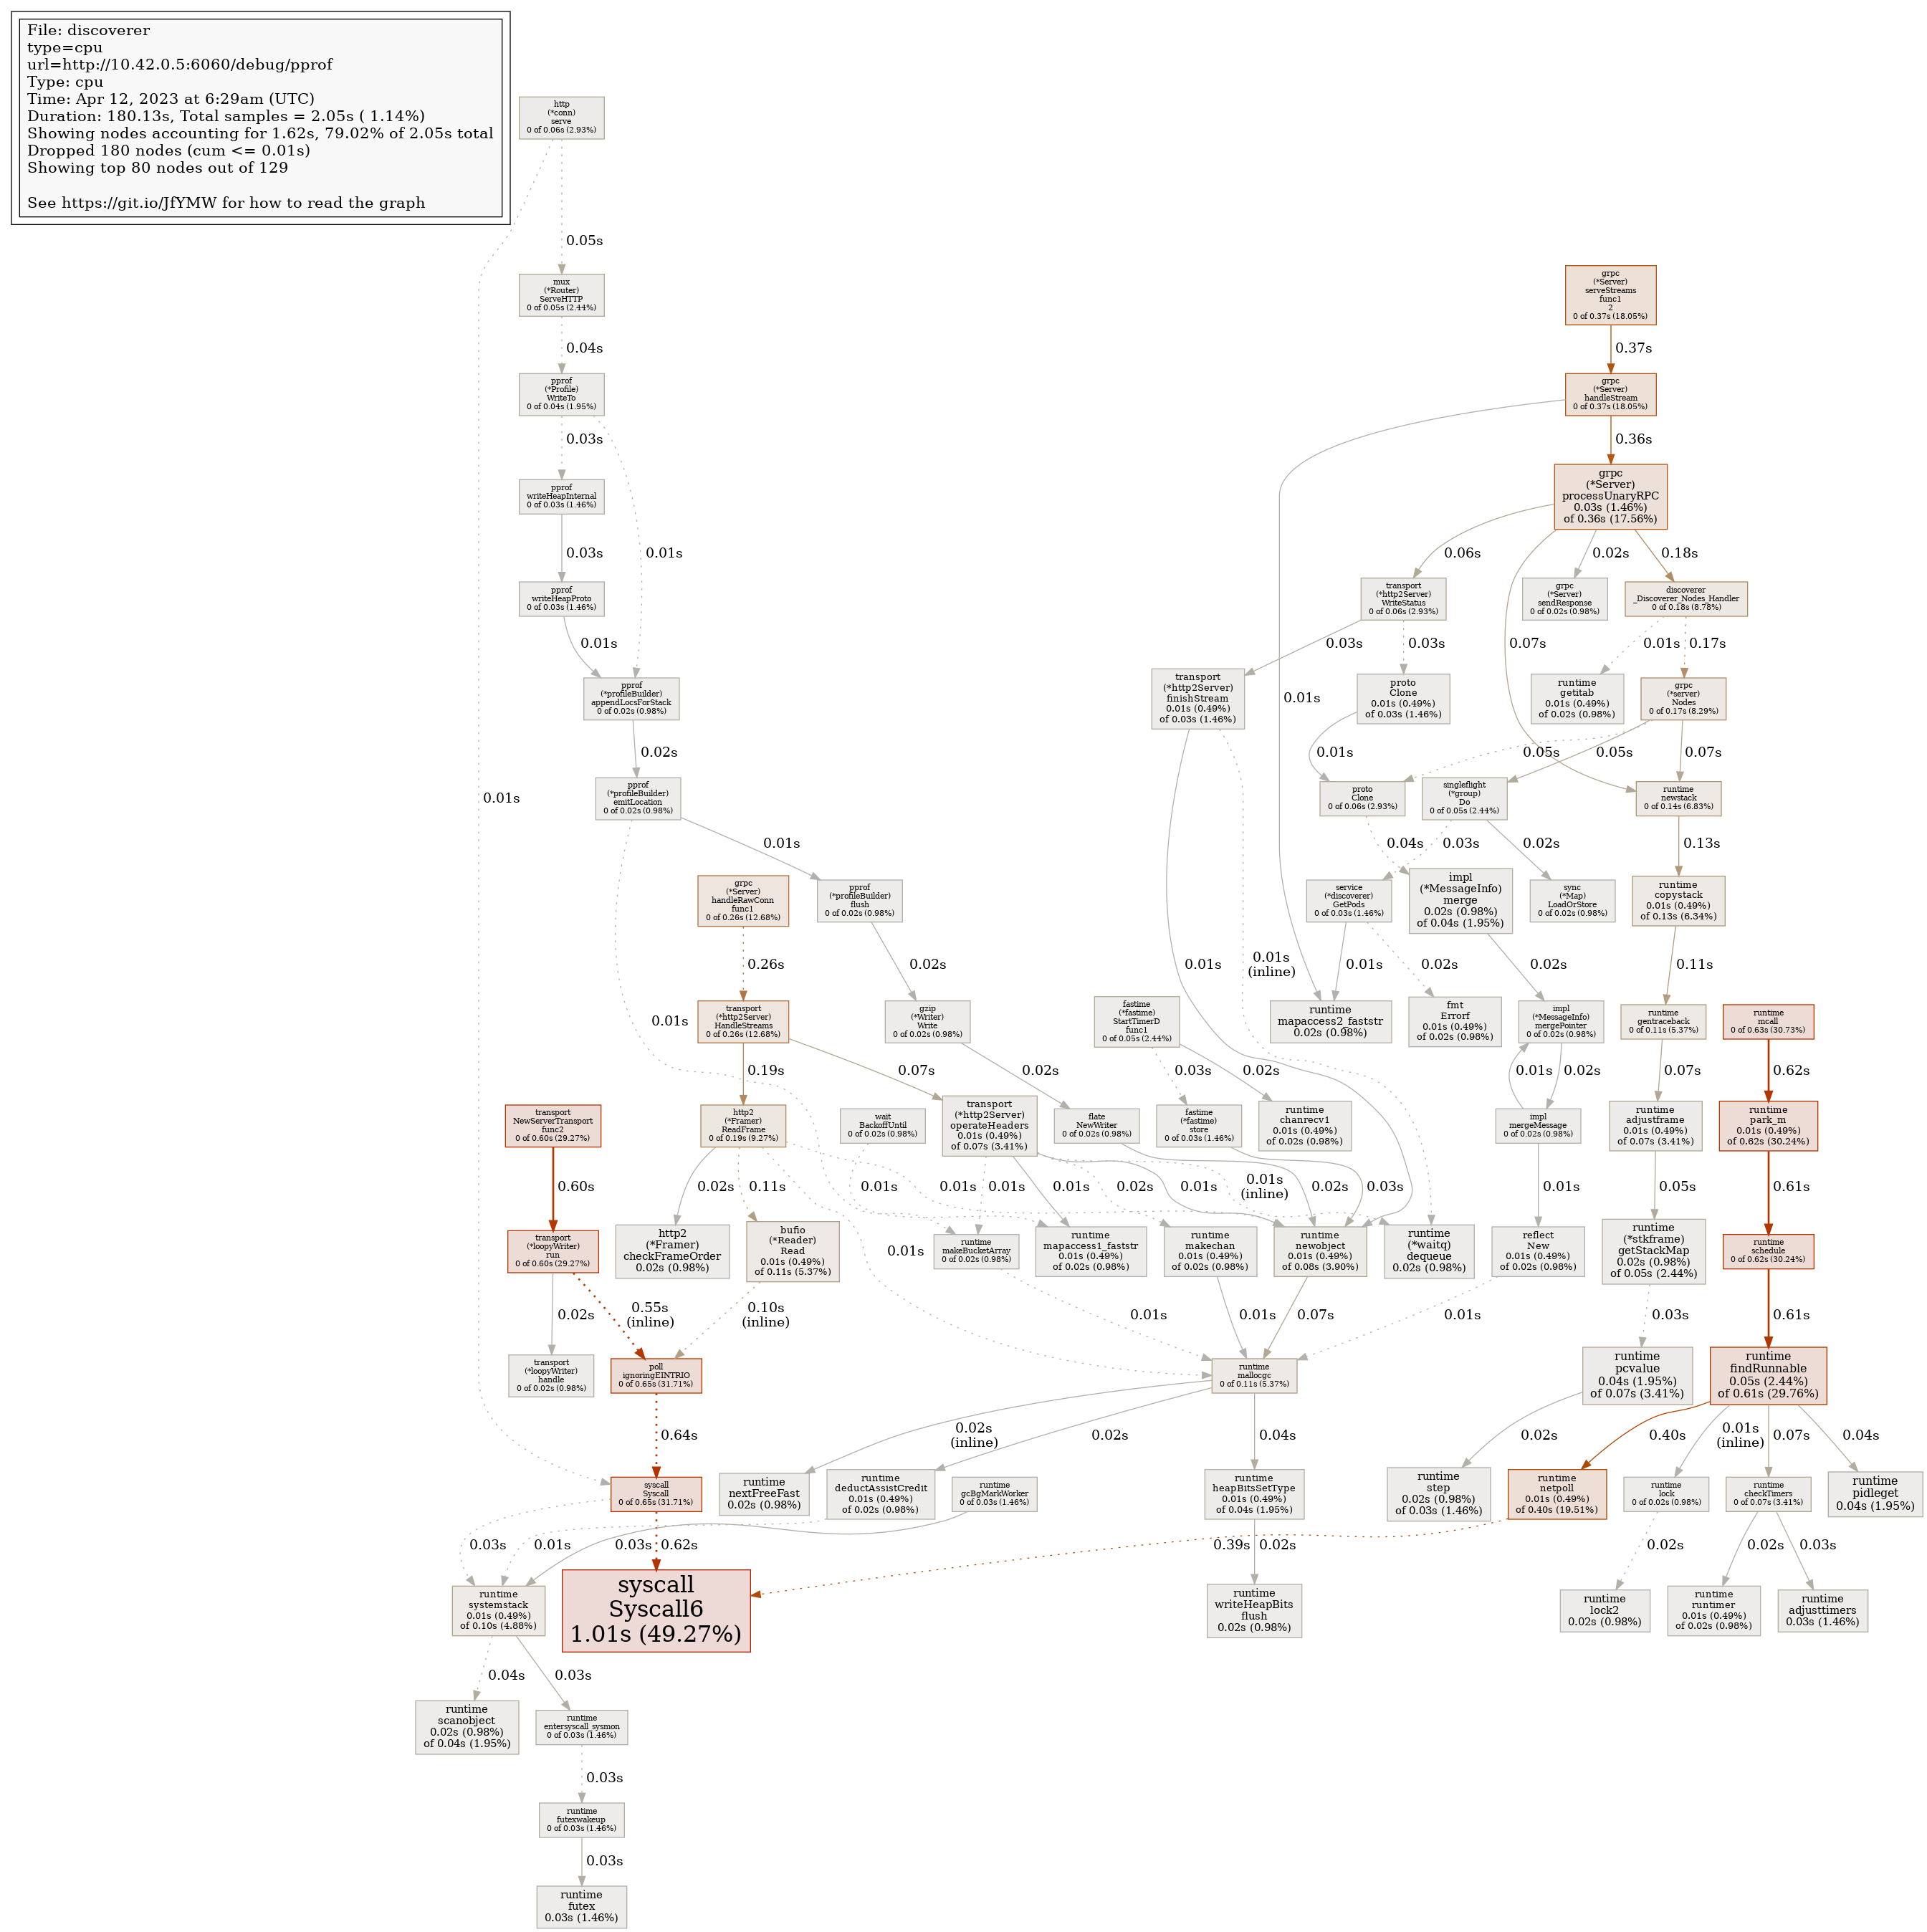 File: discoverer
type=cpu
url=http://10.42.0.5:6060/debug/pprof
Type: cpu
Time: Apr 12, 2023 at 6:29am (UTC)
Duration: 180.13s, Total samples = 2.05s ( 1.14%)
Showing nodes accounting for 1.62s, 79.02% of 2.05s total
Dropped 180 nodes (cum <= 0.01s)
Showing top 80 nodes out of 129
See https://git.io/JfYMW for how to read the graph
http
(*conn)
serve
0 of 0.06s (2.93%)
0.05s
mux
(*Router)
ServeHTTP
0 of 0.05s (2.44%)
grpc
(*Server)
serveStreams
func1
2
0 of 0.37s (18.05%)
0.04s
0.37s
pprof
(*Profile)
WriteTo
0 of 0.04s (1.95%)
grpc
(*Server)
handleStream
0 of 0.37s (18.05%)
0.03s
0.36s
pprof
writeHeapInternal
0 of 0.03s (1.46%)
grpc
(*Server)
processUnaryRPC
0.03s (1.46%)
of 0.36s (17.56%)
0.03s
0.01s
0.06s
0.02s
0.18s
pprof
writeHeapProto
0 of 0.03s (1.46%)
transport
(*http2Server)
WriteStatus
0 of 0.06s (2.93%)
grpc
(*Server)
sendResponse
0 of 0.02s (0.98%)
discoverer
_Discoverer_Nodes_Handler
0 of 0.18s (8.78%)
0.01s
0.03s
0.03s
0.07s
0.01s
0.17s
pprof
(*profileBuilder)
appendLocsForStack
0 of 0.02s (0.98%)
transport
(*http2Server)
finishStream
0.01s (0.49%)
of 0.03s (1.46%)
0.01s
proto
Clone
0.01s (0.49%)
of 0.03s (1.46%)
runtime
getitab
0.01s (0.49%)
of 0.02s (0.98%)
grpc
(*server)
Nodes
0 of 0.17s (8.29%)
0.02s
0.01s
0.05s
0.05s
0.07s
0.01s
pprof
(*profileBuilder)
emitLocation
0 of 0.02s (0.98%)
proto
Clone
0 of 0.06s (2.93%)
singleflight
(*group)
Do
0 of 0.05s (2.44%)
runtime
newstack
0 of 0.14s (6.83%)
0.01s
0.04s
0.03s
0.02s
0.13s
grpc
(*Server)
handleRawConn
func1
0 of 0.26s (12.68%)
pprof
(*profileBuilder)
flush
0 of 0.02s (0.98%)
service
(*discoverer)
GetPods
0 of 0.03s (1.46%)
impl
(*MessageInfo)
merge
0.02s (0.98%)
of 0.04s (1.95%)
sync
(*Map)
LoadOrStore
0 of 0.02s (0.98%)
runtime
copystack
0.01s (0.49%)
of 0.13s (6.34%)
0.26s
0.02s
0.01s
0.01s
(inline)
0.01s
0.02s
0.02s
0.11s
0.01s
transport
(*http2Server)
HandleStreams
0 of 0.26s (12.68%)
gzip
(*Writer)
Write
0 of 0.02s (0.98%)
fastime
(*fastime)
StartTimerD
func1
0 of 0.05s (2.44%)
runtime
mapaccess2_faststr
0.02s (0.98%)
fmt
Errorf
0.01s (0.49%)
of 0.02s (0.98%)
impl
(*MessageInfo)
mergePointer
0 of 0.02s (0.98%)
runtime
gentraceback
0 of 0.11s (5.37%)
runtime
mcall
0 of 0.63s (30.73%)
0.19s
0.07s
0.02s
0.03s
0.02s
0.01s
0.02s
0.07s
0.62s
transport
NewServerTransport
func2
0 of 0.60s (29.27%)
http2
(*Framer)
ReadFrame
0 of 0.19s (9.27%)
wait
BackoffUntil
0 of 0.02s (0.98%)
transport
(*http2Server)
operateHeaders
0.01s (0.49%)
of 0.07s (3.41%)
flate
NewWriter
0 of 0.02s (0.98%)
fastime
(*fastime)
store
0 of 0.03s (1.46%)
runtime
chanrecv1
0.01s (0.49%)
of 0.02s (0.98%)
impl
mergeMessage
0 of 0.02s (0.98%)
runtime
adjustframe
0.01s (0.49%)
of 0.07s (3.41%)
runtime
park_m
0.01s (0.49%)
of 0.62s (30.24%)
0.60s
0.02s
0.11s
0.01s
0.01s
0.01s
0.01s
0.02s
0.01s
0.01s
(inline)
0.02s
0.03s
0.01s
0.05s
0.61s
transport
(*loopyWriter)
run
0 of 0.60s (29.27%)
http2
(*Framer)
checkFrameOrder
0.02s (0.98%)
bufio
(*Reader)
Read
0.01s (0.49%)
of 0.11s (5.37%)
0.01s
runtime
makeBucketArray
0 of 0.02s (0.98%)
runtime
mapaccess1_faststr
0.01s (0.49%)
of 0.02s (0.98%)
runtime
makechan
0.01s (0.49%)
of 0.02s (0.98%)
runtime
newobject
0.01s (0.49%)
of 0.08s (3.90%)
runtime
(*waitq)
dequeue
0.02s (0.98%)
reflect
New
0.01s (0.49%)
of 0.02s (0.98%)
runtime
(*stkframe)
getStackMap
0.02s (0.98%)
of 0.05s (2.44%)
runtime
schedule
0 of 0.62s (30.24%)
0.02s
0.55s
(inline)
0.10s
(inline)
0.01s
0.01s
0.07s
0.01s
0.03s
0.61s
transport
(*loopyWriter)
handle
0 of 0.02s (0.98%)
poll
ignoringEINTRIO
0 of 0.65s (31.71%)
runtime
mallocgc
0 of 0.11s (5.37%)
runtime
pcvalue
0.04s (1.95%)
of 0.07s (3.41%)
runtime
findRunnable
0.05s (2.44%)
of 0.61s (29.76%)
0.64s
0.02s
(inline)
0.02s
0.04s
0.02s
0.40s
0.01s
(inline)
0.07s
0.04s
syscall
Syscall
0 of 0.65s (31.71%)
runtime
nextFreeFast
0.02s (0.98%)
runtime
deductAssistCredit
0.01s (0.49%)
of 0.02s (0.98%)
runtime
gcBgMarkWorker
0 of 0.03s (1.46%)
runtime
heapBitsSetType
0.01s (0.49%)
of 0.04s (1.95%)
runtime
step
0.02s (0.98%)
of 0.03s (1.46%)
runtime
netpoll
0.01s (0.49%)
of 0.40s (19.51%)
runtime
lock
0 of 0.02s (0.98%)
runtime
checkTimers
0 of 0.07s (3.41%)
runtime
pidleget
0.04s (1.95%)
0.03s
0.01s
0.03s
0.62s
0.39s
0.02s
0.02s
0.02s
0.03s
runtime
systemstack
0.01s (0.49%)
of 0.10s (4.88%)
syscall
Syscall6
1.01s (49.27%)
runtime
writeHeapBits
flush
0.02s (0.98%)
runtime
lock2
0.02s (0.98%)
runtime
runtimer
0.01s (0.49%)
of 0.02s (0.98%)
runtime
adjusttimers
0.03s (1.46%)
0.04s
0.03s
runtime
scanobject
0.02s (0.98%)
of 0.04s (1.95%)
runtime
entersyscall_sysmon
0 of 0.03s (1.46%)
0.03s
runtime
futexwakeup
0 of 0.03s (1.46%)
0.03s
runtime
futex
0.03s (1.46%)